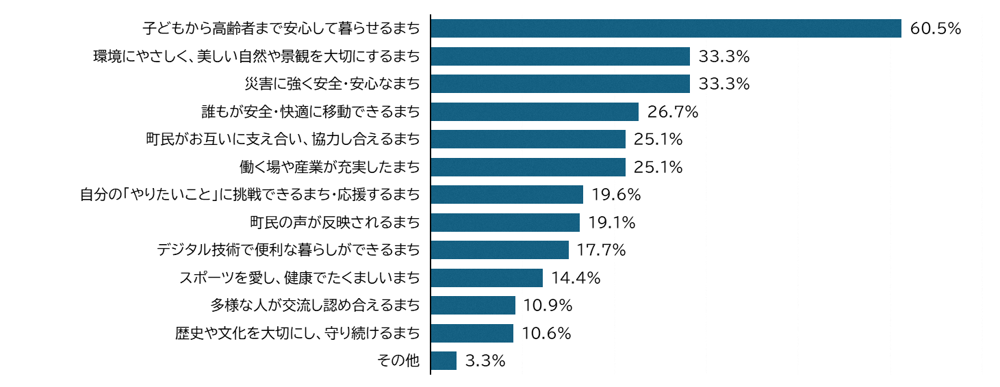 子どもから高齢者まで安心して暮らせるまち 60.5%
環境にやさしく、美しい自然や景観を大切にするまち 33.3%
災害に強く安全・安心なまち 33.3%
誰もが安全・快適に移動できるまち 26.7%
町民がお互いに支え合い、協力し合えるまち 25.1%
働く場や産業が充実したまち 25.1%
自分の「やりたいこと」に挑戦できるまち・応援するまち 19.6%
町民の声が反映されるまち 19.1%
デジタル技術で便利な暮らしができるまち 17.7%
スポーツを愛し、健康でたくましいまち 14.4%
多様な人が交流し認め合えるまち 10.9%
歴史や文化を大切にし、守り続けるまち 10.6%
その他 3.3%